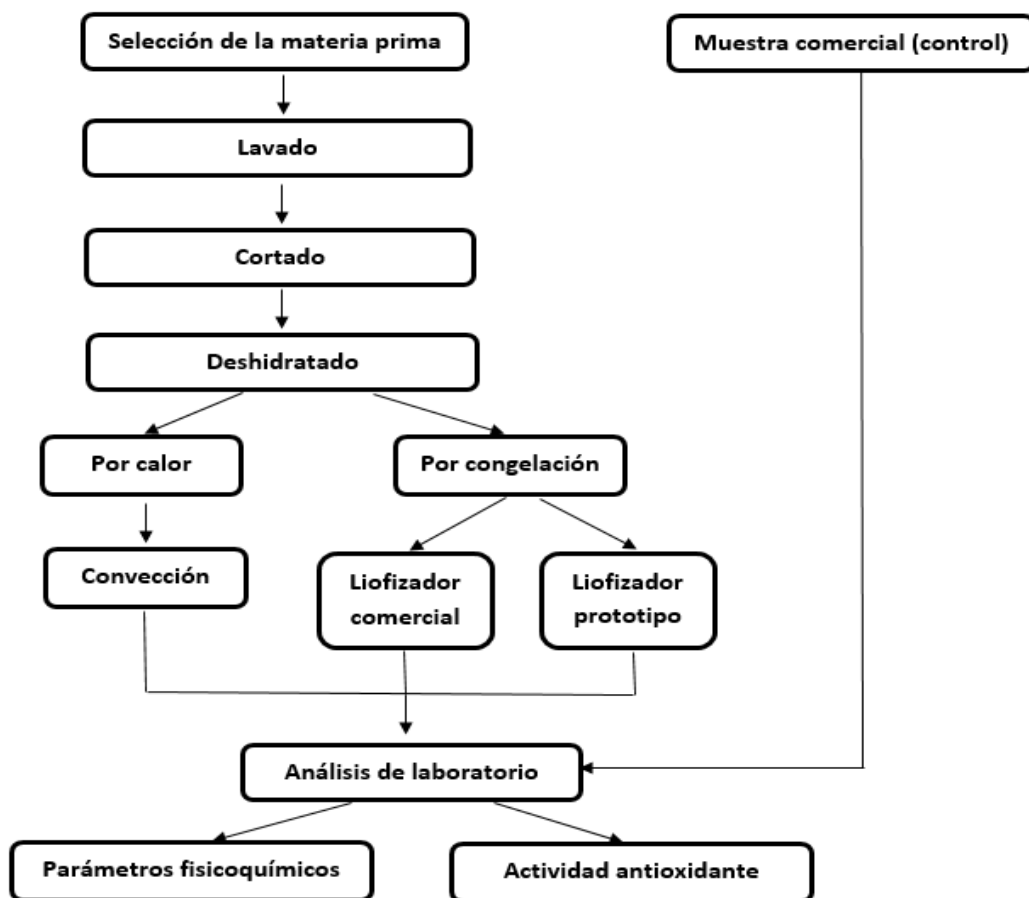 Selección de la materia prima
Muestra comercial (control)
Lavado
Cortado
Deshidratado
Por calor
Por congelación
Convección
Liofizador
comercial
Liofizador
prototipo
Análisis de laboratorio
Parámetros fisicoquímicos
Actividad antioxidante